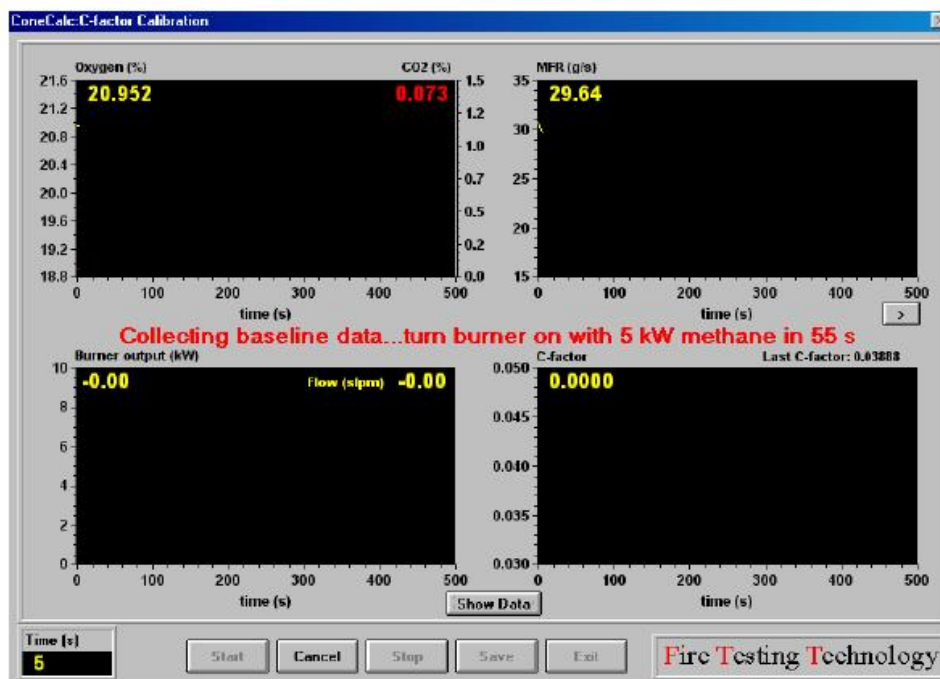 ConeCalc:C-factor Calibration
Oxygen (%) CO2 (%)
20.952 0.073
21.6
21.2
20.8
20.4
20.0
19.6
19.2
18.8
1.5
1.2
1.0
0.7
0.5
0.2
0.0
0 100 200 300 400 500
time (s)
MFR (g/s)
29.64
35
30
25
20
15
0 100 200 300 400 500
time (s)
>
Collecting baseline data...turn burner on with 5 kW methane in 55 s
Burner output (kW)
-0.00 Flow (slpm) -0.00
10
8
6
4
2
0
0 100 200 300 400 500
time (s)
C-factor Last C-factor: 0.03888
0.0000
0.050
0.045
0.040
0.035
0.030
0 100 200 300 400 500
time (s)
Show Data
Time (s)
5
Start Cancel Stop Save Exit
Fire Testing Technology